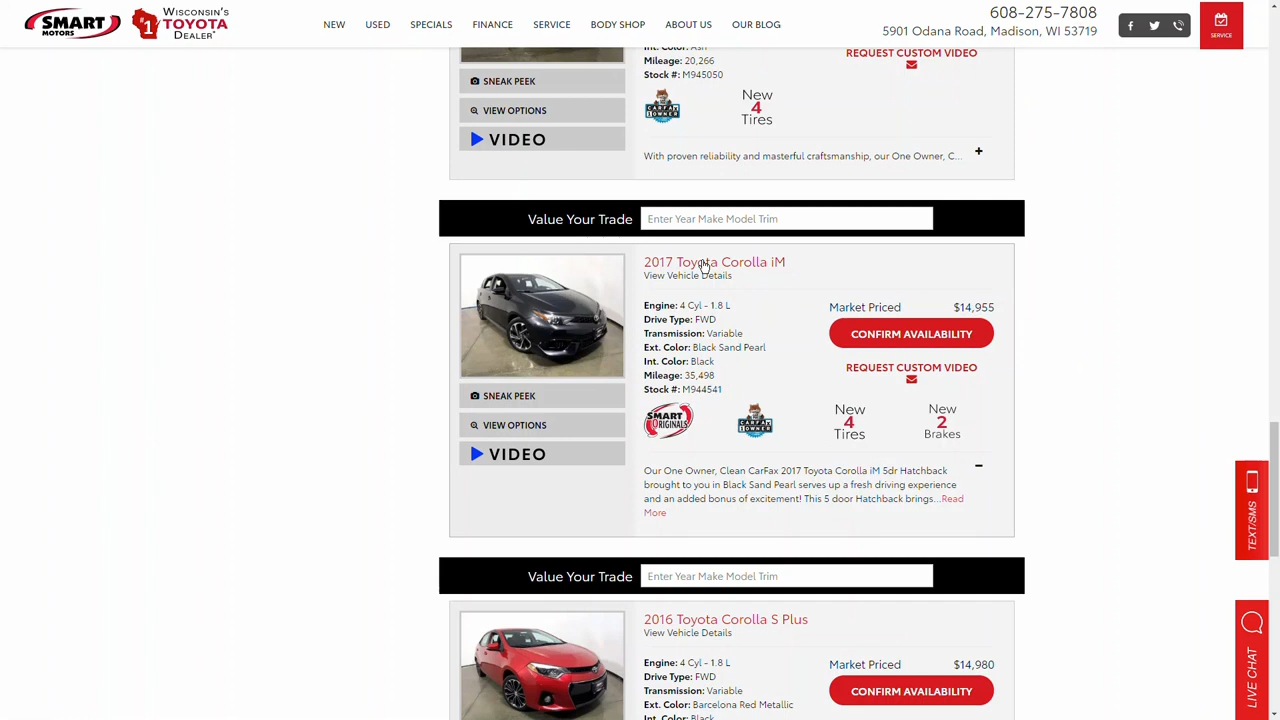 SMART
MOTORS
WISCONSIN'S
#1 TOYOTA
DEALER
NEW
USED
SPECIALS
FINANCE
SERVICE
BODY SHOP
ABOUT US
OUR BLOG
608-275-7808
5901 Odana Road, Madison, WI 53719
SERVICE
Int. Color: Ash
Mileage: 20,266
Stock #: M945050
REQUEST CUSTOM VIDEO
SNEAK PEEK
VIEW OPTIONS
VIDEO
CARFAX
1 OWNER
New
4
Tires
With proven reliability and masterful craftsmanship, our One Owner, C...
+
Value Your Trade
Enter Year Make Model Trim
2017 Toyota Corolla iM
View Vehicle Details
Engine: 4 Cyl - 1.8 L
Drive Type: FWD
Transmission: Variable
Ext. Color: Black Sand Pearl
Int. Color: Black
Mileage: 35,498
Stock #: M944541
Market Priced $14,955
CONFIRM AVAILABILITY
REQUEST CUSTOM VIDEO
SNEAK PEEK
VIEW OPTIONS
VIDEO
SMART
ORIGINALS
CARFAX
1 OWNER
New
4
Tires
New
2
Brakes
Our One Owner, Clean CarFax 2017 Toyota Corolla iM 5dr Hatchback
brought to you in Black Sand Pearl serves up a fresh driving experience
and an added bonus of excitement! This 5 door Hatchback brings...Read
More
-
Value Your Trade
Enter Year Make Model Trim
2016 Toyota Corolla S Plus
View Vehicle Details
Engine: 4 Cyl - 1.8 L
Drive Type: FWD
Transmission: Variable
Ext. Color: Barcelona Red Metallic
Int. Color: Black
Market Priced $14,980
CONFIRM AVAILABILITY
TEXT/SMS
LIVE CHAT